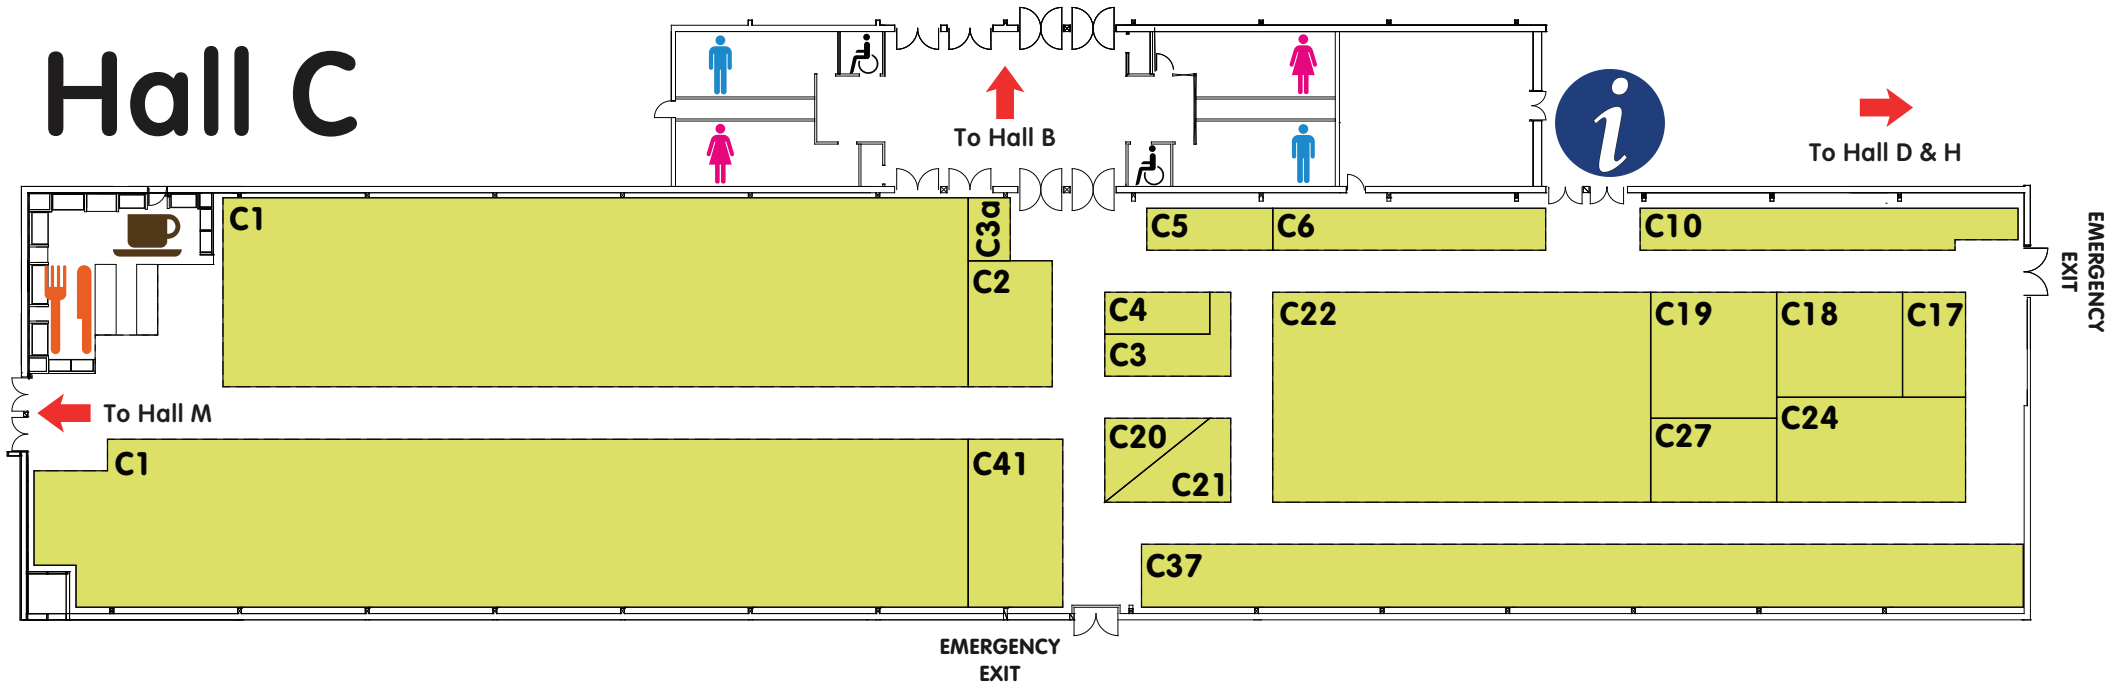 Hall C
To Hall B
i
To Hall D & H
C1
C3a
C2
C5
C6
C10
EMERGENCY
EXIT
C4
C3
C22
C19
C18
C17
To Hall M
C20
C21
C27
C24
C1
C41
C37
EMERGENCY
EXIT